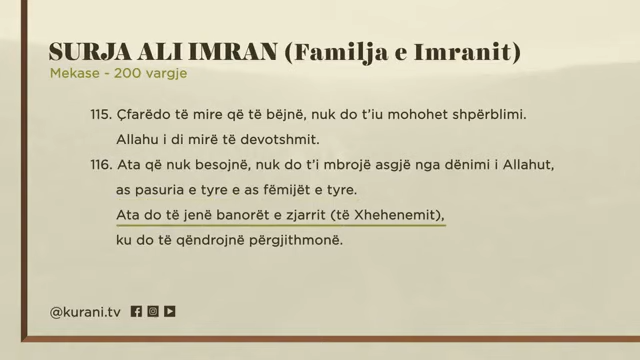 SURJA ALI IMRAN (Familja e Imranit)
Mekase - 200 vargje
115. Çfarëdo të mire që të bëjnë, nuk do t'iu mohohet shpërblimi.
Allahu i di mirë të devotshmit.
116. Ata që nuk besojnë, nuk do t'i mbrojë asgjë nga dënimi i Allahut,
as pasuria e tyre e as fëmijët e tyre.
Ata do të jenë banorët e zjarrit (të Xhehenemit),
ku do të qëndrojnë përgjithmonë.
@kurani.tv